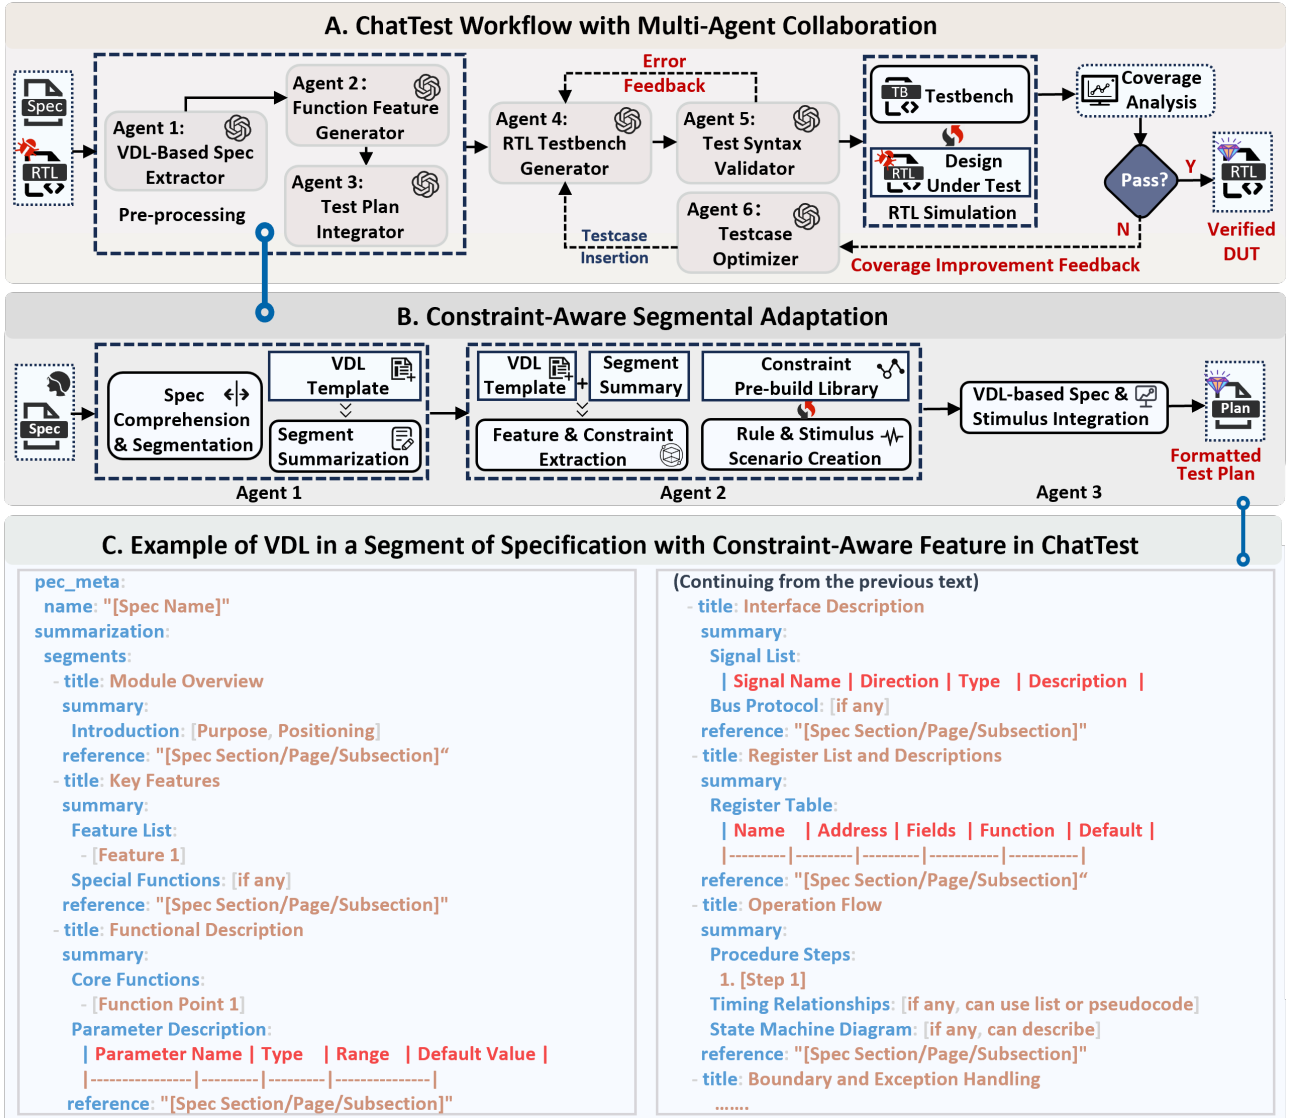 A. ChatTest Workflow with Multi-Agent Collaboration
Spec
RTL
Agent 1:
VDL-Based Spec
Extractor
Pre-processing
Agent 2:
Function Feature
Generator
Agent 3:
Test Plan
Integrator
Error
Feedback
Agent 4:
RTL Testbench
Generator
Agent 5:
Test Syntax
Validator
Agent 6:
Testcase
Optimizer
Testcase
Insertion
TB
Testbench
RTL
Design
Under Test
RTL Simulation
Coverage
Analysis
Pass?
Y
N
RTL
Verified
DUT
Coverage Improvement Feedback
B. Constraint-Aware Segmental Adaptation
Spec
Spec
Comprehension
& Segmentation
VDL
Template
Segment
Summarization
Agent 1
VDL
Template
+
Segment
Summary
Feature & Constraint
Extraction
Constraint
Pre-build Library
Rule & Stimulus
Scenario Creation
Agent 2
VDL-based Spec &
Stimulus Integration
Agent 3
Plan
Formatted
Test Plan
C. Example of VDL in a Segment of Specification with Constraint-Aware Feature in ChatTest
pec_meta:
name: "[Spec Name]"
summarization:
segments:
- title: Module Overview
summary:
Introduction: [Purpose, Positioning]
reference: "[Spec Section/Page/Subsection]“
- title: Key Features
summary:
Feature List:
- [Feature 1]
Special Functions: [if any]
reference: "[Spec Section/Page/Subsection]"
- title: Functional Description
summary:
Core Functions:
- [Function Point 1]
Parameter Description:
| Parameter Name | Type | Range | Default Value |
|----------------|---------|---------|---------------|
reference: "[Spec Section/Page/Subsection]"
(Continuing from the previous text)
- title: Interface Description
summary:
Signal List:
| Signal Name | Direction | Type | Description |
Bus Protocol: [if any]
reference: "[Spec Section/Page/Subsection]"
- title: Register List and Descriptions
summary:
Register Table:
| Name | Address | Fields | Function | Default |
|---------|---------|---------|-----------|-----------|
reference: "[Spec Section/Page/Subsection]“
- title: Operation Flow
summary:
Procedure Steps:
1. [Step 1]
Timing Relationships: [if any, can use list or pseudocode]
State Machine Diagram: [if any, can describe]
reference: "[Spec Section/Page/Subsection]"
- title: Boundary and Exception Handling
.......